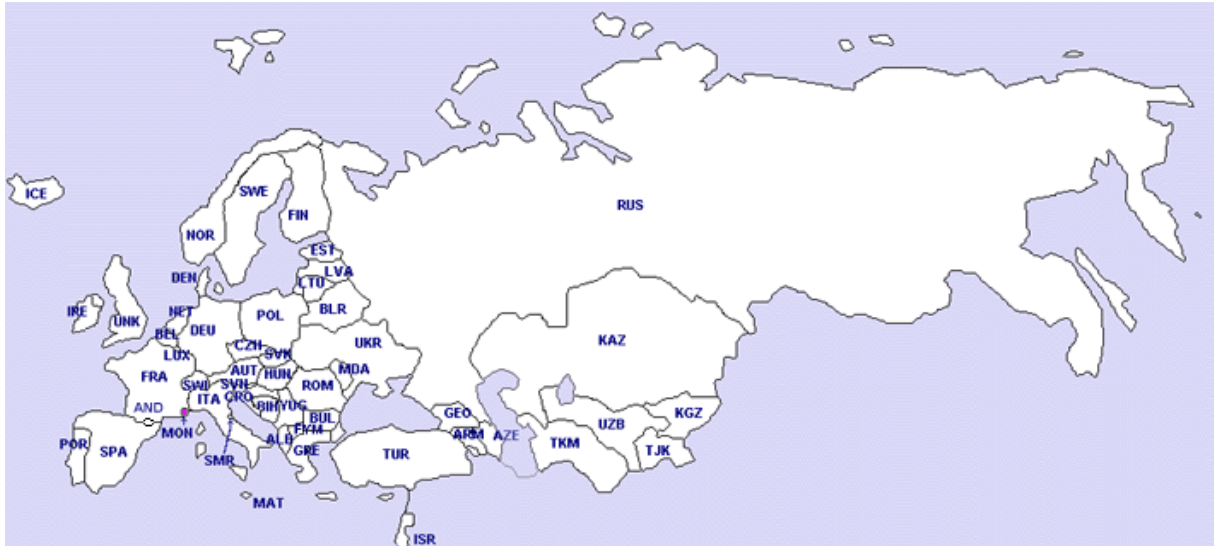 ICE
SWE
FIN
NOR
RUS
EST
LVA
LTU
DEN
IRE
UNK
NET
BEL
DEU
POL
BLR
LUX
CZH
SVK
UKR
KAZ
FRA
SWI
AUT
HUN
MDA
SVN
ROM
ITA
CRO
BIH
YUG
AND
BUL
GEO
KGZ
FYM
UZB
MON
POR
SPA
ALB
GRE
ARM
AZE
TKM
TJK
SMR
TUR
MAT
ISR